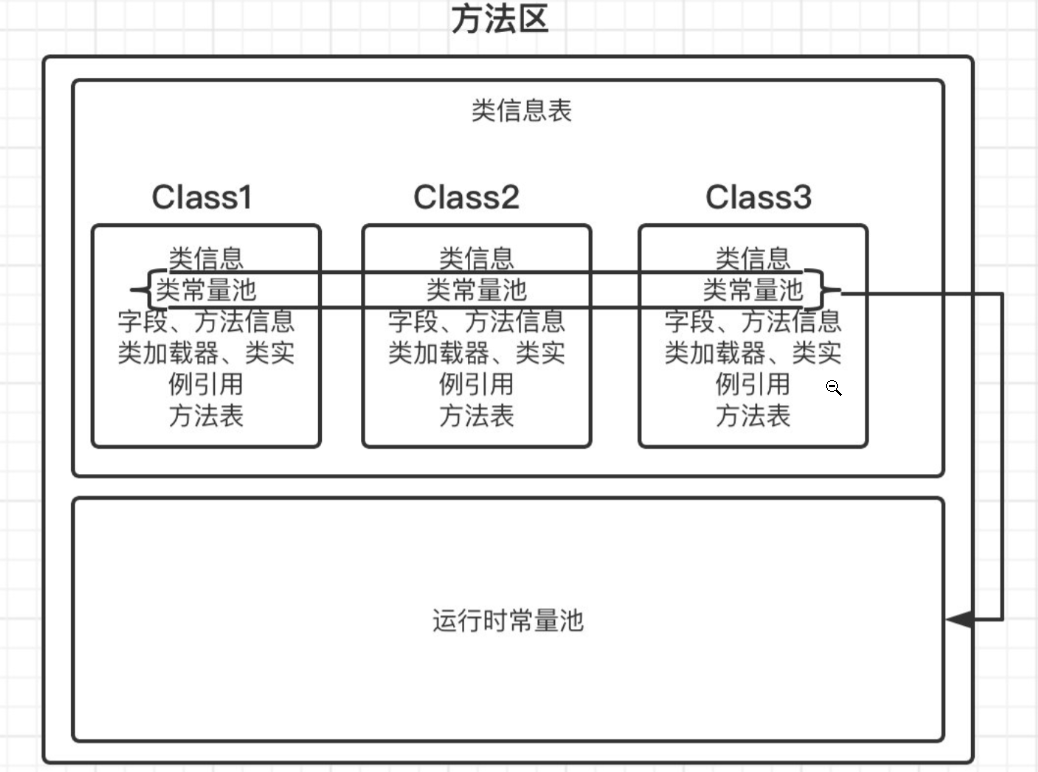 方法区
类信息表
Class1 Class2 Class3
类信息 类信息 类信息
类常量池 类常量池 类常量池
字段、方法信息 字段、方法信息 字段、方法信息
类加载器、类实 类加载器、类实 类加载器、类实
例引用 例引用 例引用
方法表 方法表 方法表
运行时常量池